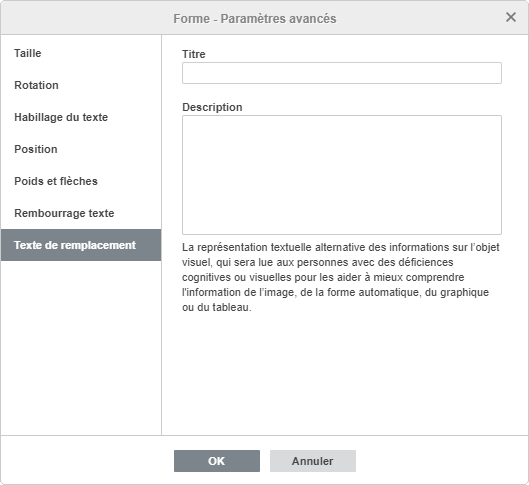 Forme - Paramètres avancés
Taille
Rotation
Habillage du texte
Position
Poids et flèches
Rembourrage texte
Texte de remplacement
Titre
Description
La représentation textuelle alternative des informations sur l'objet
visuel, qui sera lue aux personnes avec des déficiences
cognitives ou visuelles pour les aider à mieux comprendre
l'information de l'image, de la forme automatique, du graphique
ou du tableau.
OK
Annuler